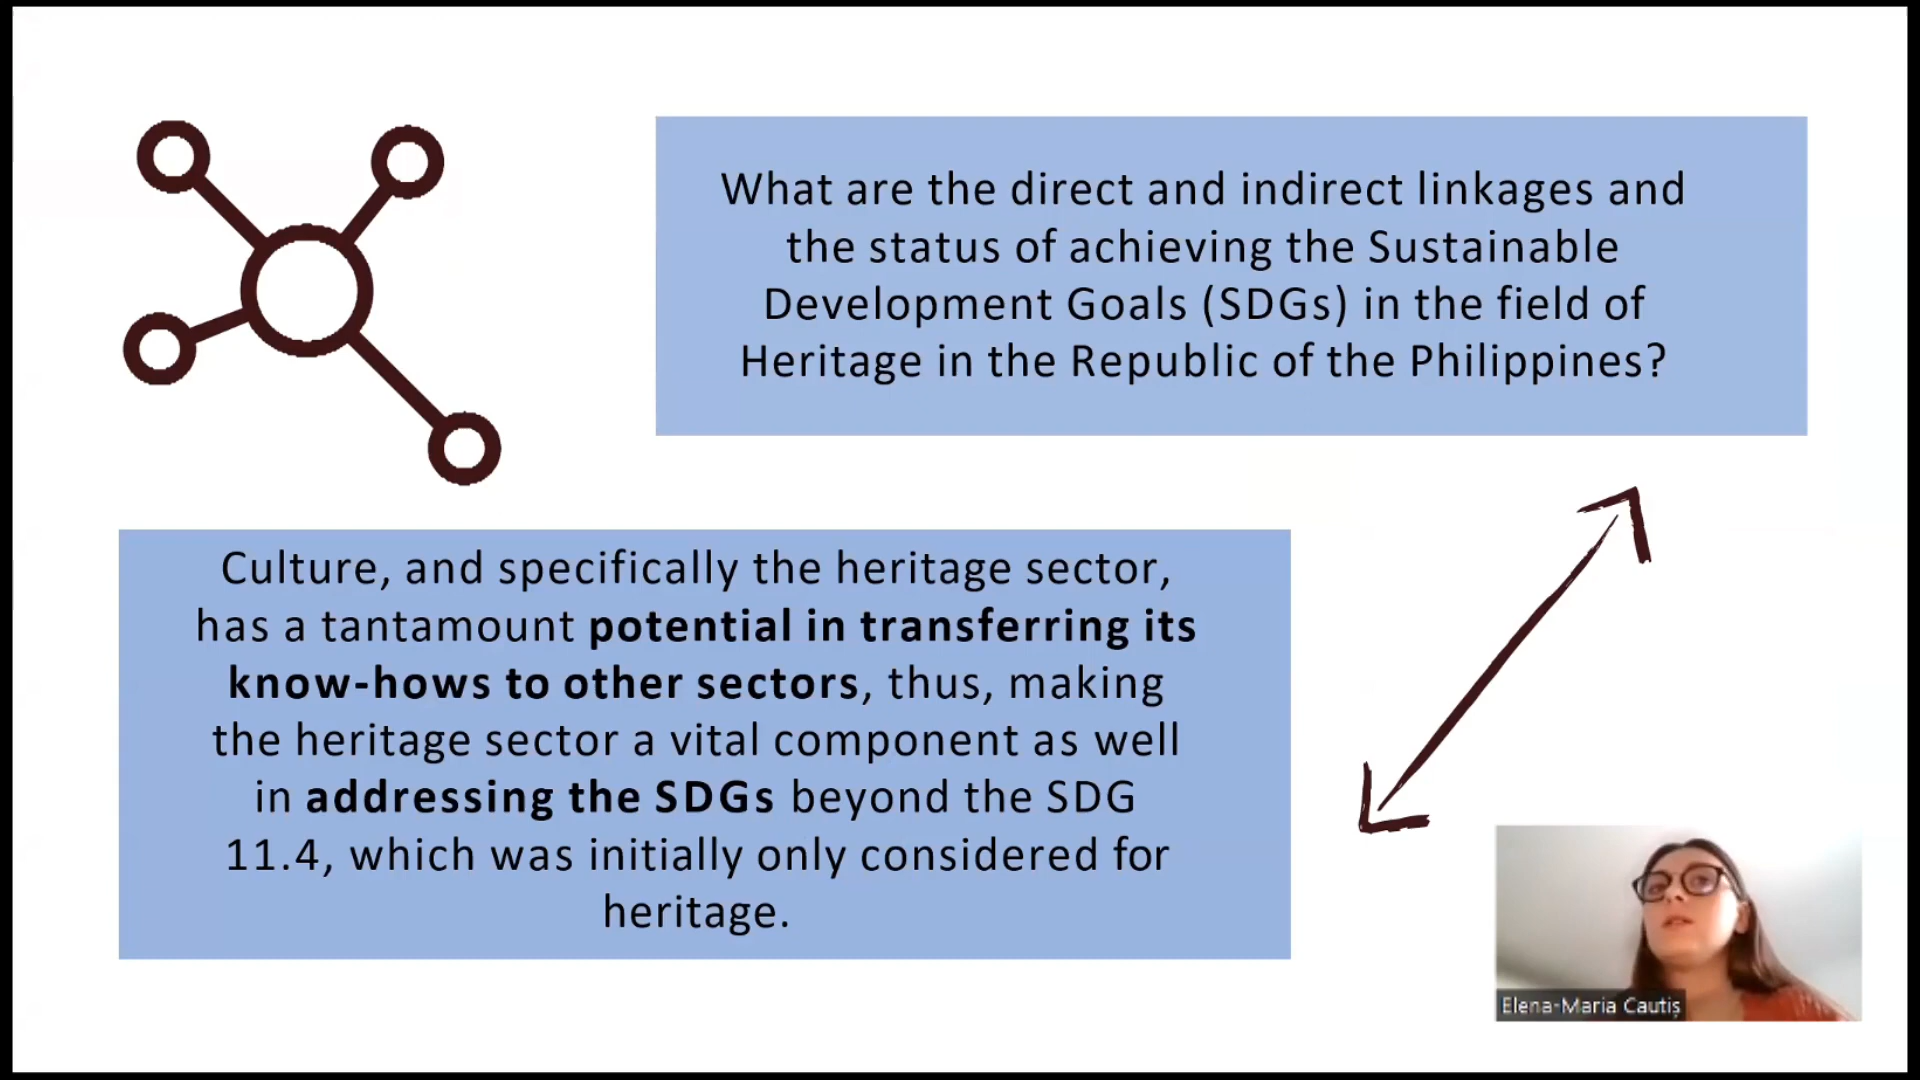 What are the direct and indirect linkages and
the status of achieving the Sustainable
Development Goals (SDGs) in the field of
Heritage in the Republic of the Philippines?
Culture, and specifically the heritage sector,
has a tantamount potential in transferring its
know-hows to other sectors, thus, making
the heritage sector a vital component as well
in addressing the SDGs beyond the SDG
11.4, which was initially only considered for
heritage.
Elena-Maria Cautiș